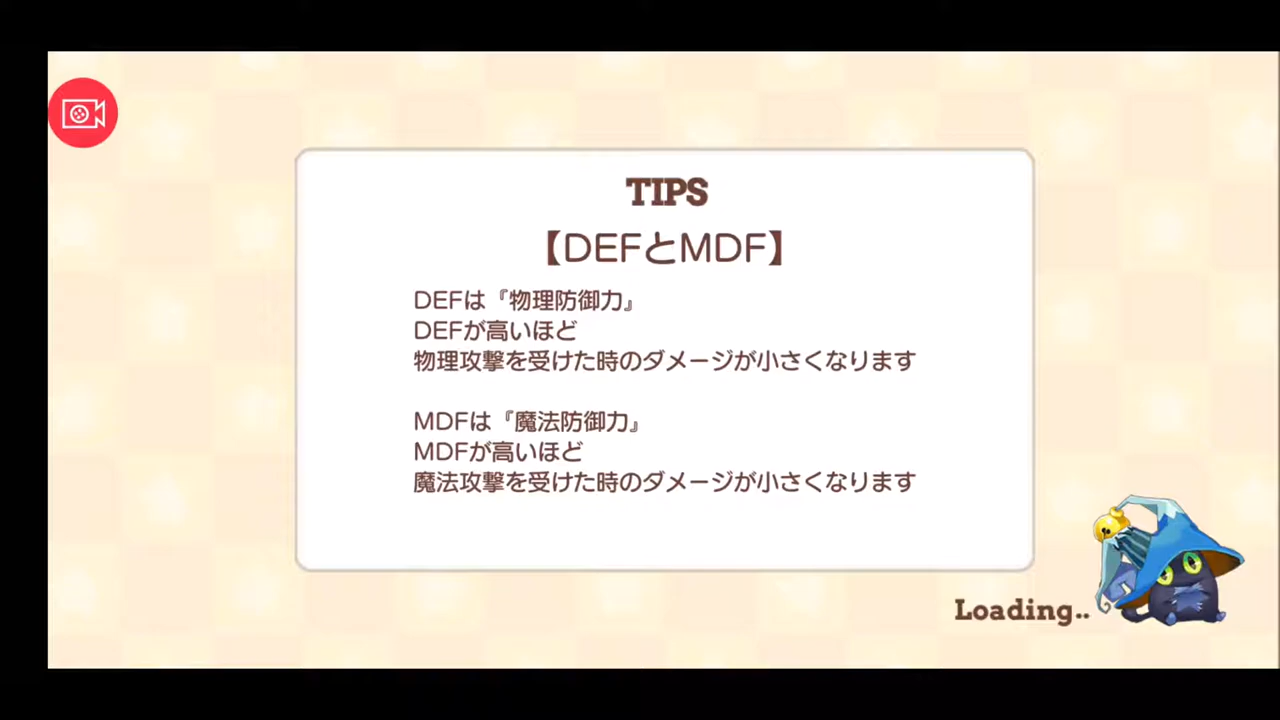 TIPS
【DEFとMDF】
DEFは『物理防御力』
DEFが高いほど
物理攻撃を受けた時のダメージが小さくなります
MDFは『魔法防御力』
MDFが高いほど
魔法攻撃を受けた時のダメージが小さくなります
Loading..